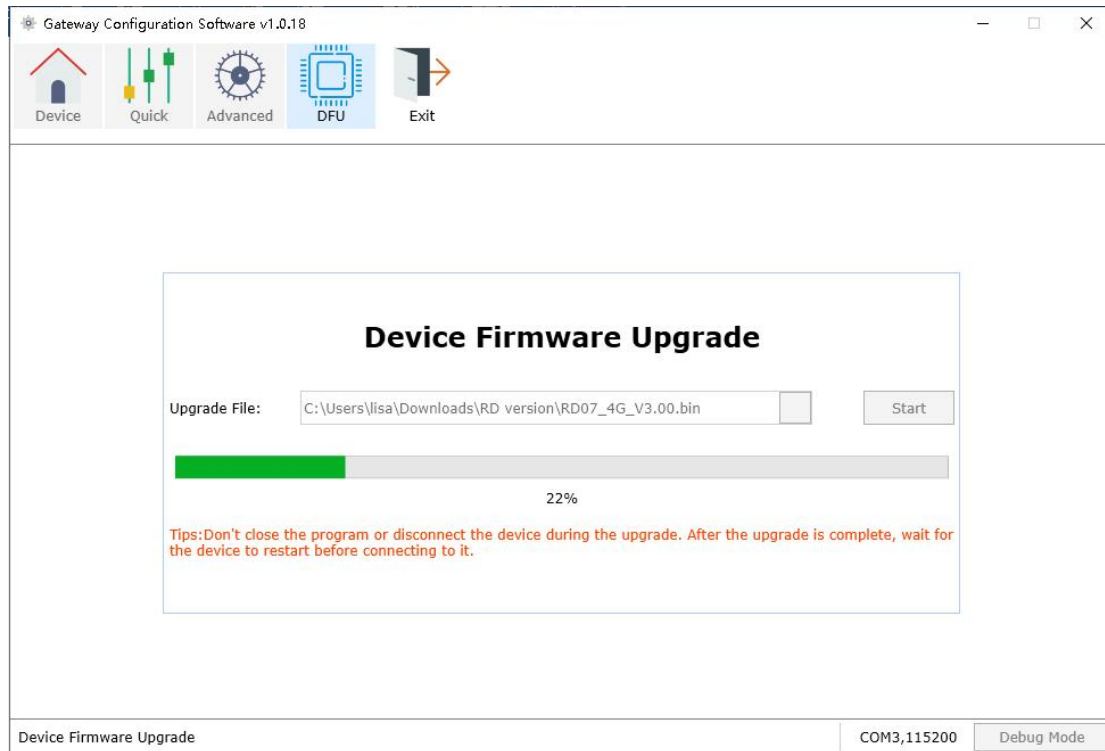 Gateway Configuration Software v1.0.18
Device Quick Advanced DFU Exit
Device Firmware Upgrade
Upgrade File: C:\Users\lisa\Downloads\RD version\RD07_4G_V3.00.bin Start
22%
Tips:Don't close the program or disconnect the device during the upgrade. After the upgrade is complete, wait for
the device to restart before connecting to it.
Device Firmware Upgrade COM3,115200 Debug Mode